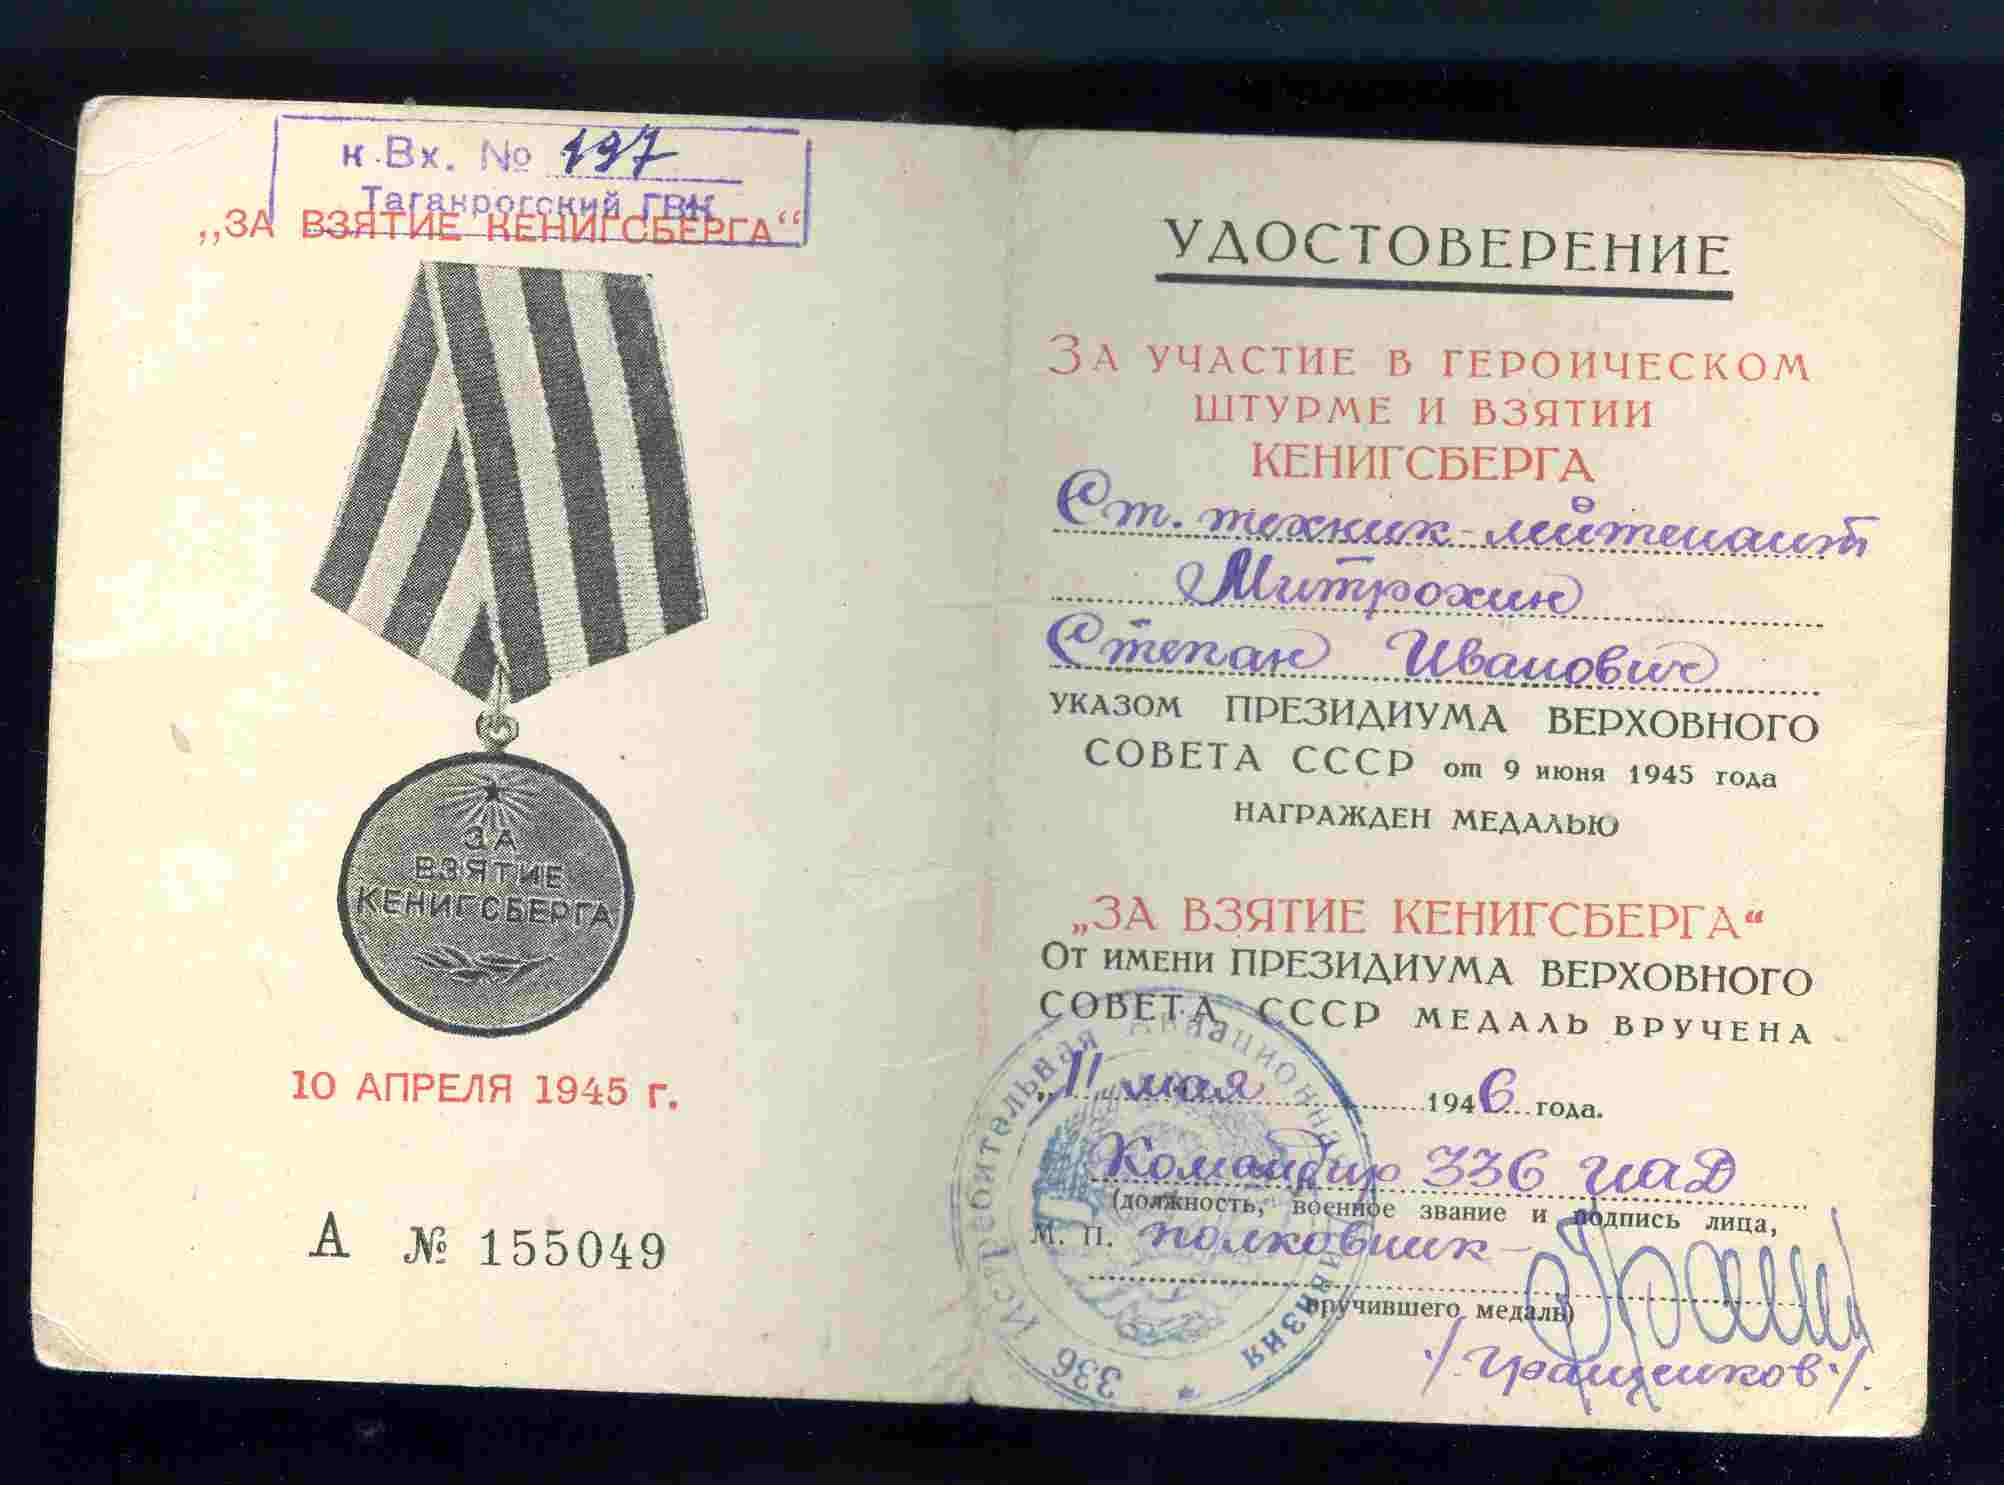 к Вх. № 197
Таганрогский ГВК
„ЗА ВЗЯТИЕ КЕНИГСБЕРГА“
ЗА
ВЗЯТИЕ
КЕНИГСБЕРГА
10 АПРЕЛЯ 1945 г.
А № 155049
УДОСТОВЕРЕНИЕ
ЗА УЧАСТИЕ В ГЕРОИЧЕСКОМ
ШТУРМЕ И ВЗЯТИИ
КЕНИГСБЕРГА
Ст. техник-лейтенант
Митрохин
Степан Иванович
УКАЗОМ ПРЕЗИДИУМА ВЕРХОВНОГО
СОВЕТА СССР от 9 июня 1945 года
НАГРАЖДЕН МЕДАЛЬЮ
„ЗА ВЗЯТИЕ КЕНИГСБЕРГА“
От имени ПРЕЗИДИУМА ВЕРХОВНОГО
СОВЕТА СССР МЕДАЛЬ ВРУЧЕНА
„11„ мая 1946 года.
Командир 336 иаД
(должность, военное звание и подпись лица,
М. П. полковник-
вручившего медаль)
/Гращенков/.
336 Истребительная Авиационная Дивизия *